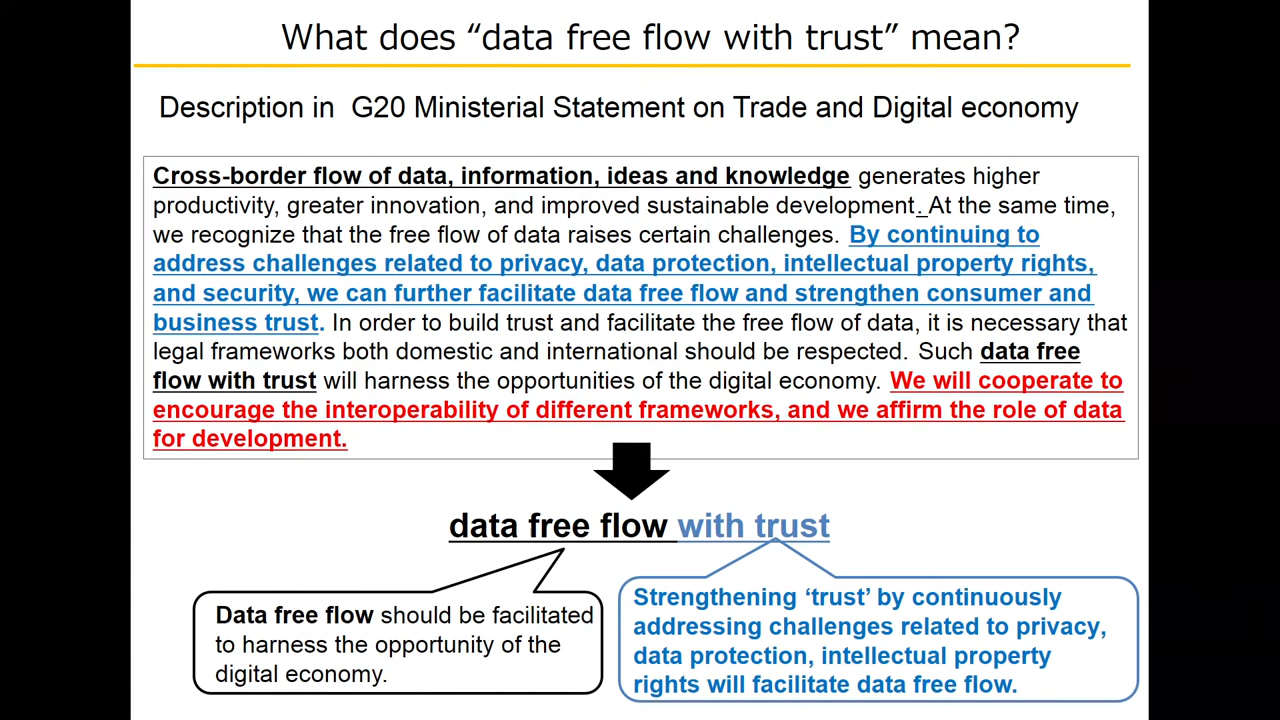 What does “data free flow with trust” mean?
Description in  G20 Ministerial Statement on Trade and Digital economy
Cross-border flow of data, information, ideas and knowledge generates higher
productivity, greater innovation, and improved sustainable development. At the same time,
we recognize that the free flow of data raises certain challenges. By continuing to
address challenges related to privacy, data protection, intellectual property rights,
and security, we can further facilitate data free flow and strengthen consumer and
business trust. In order to build trust and facilitate the free flow of data, it is necessary that
legal frameworks both domestic and international should be respected. Such data free
flow with trust will harness the opportunities of the digital economy. We will cooperate to
encourage the interoperability of different frameworks, and we affirm the role of data
for development.
data free flow with trust
Data free flow should be facilitated
to harness the opportunity of the
digital economy.
Strengthening ‘trust’ by continuously
addressing challenges related to privacy,
data protection, intellectual property
rights will facilitate data free flow.